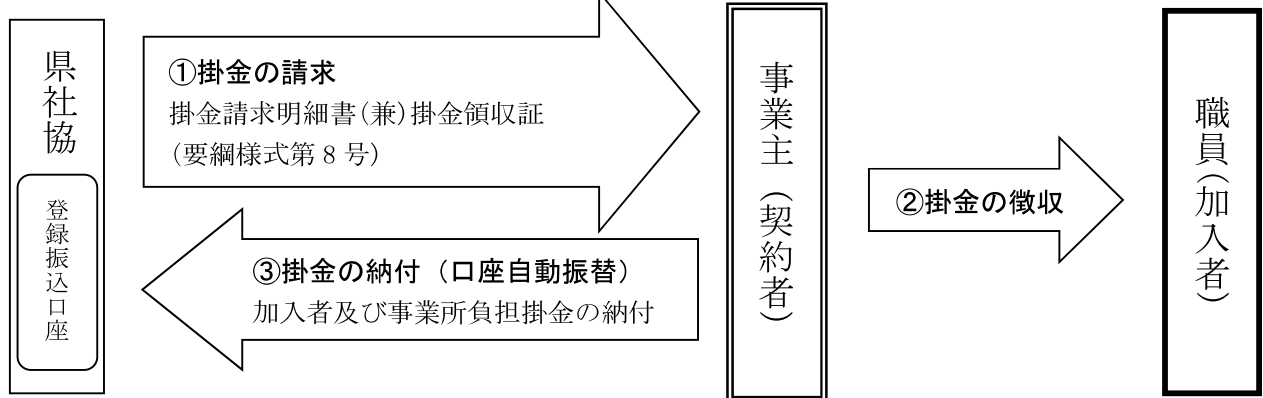 県社協
登録振込口座
①掛金の請求
掛金請求明細書(兼)掛金領収証
(要綱様式第8号)
③掛金の納付（口座自動振替）
加入者及び事業所負担掛金の納付
事業主（契約者）
②掛金の徴収
職員(加入者)